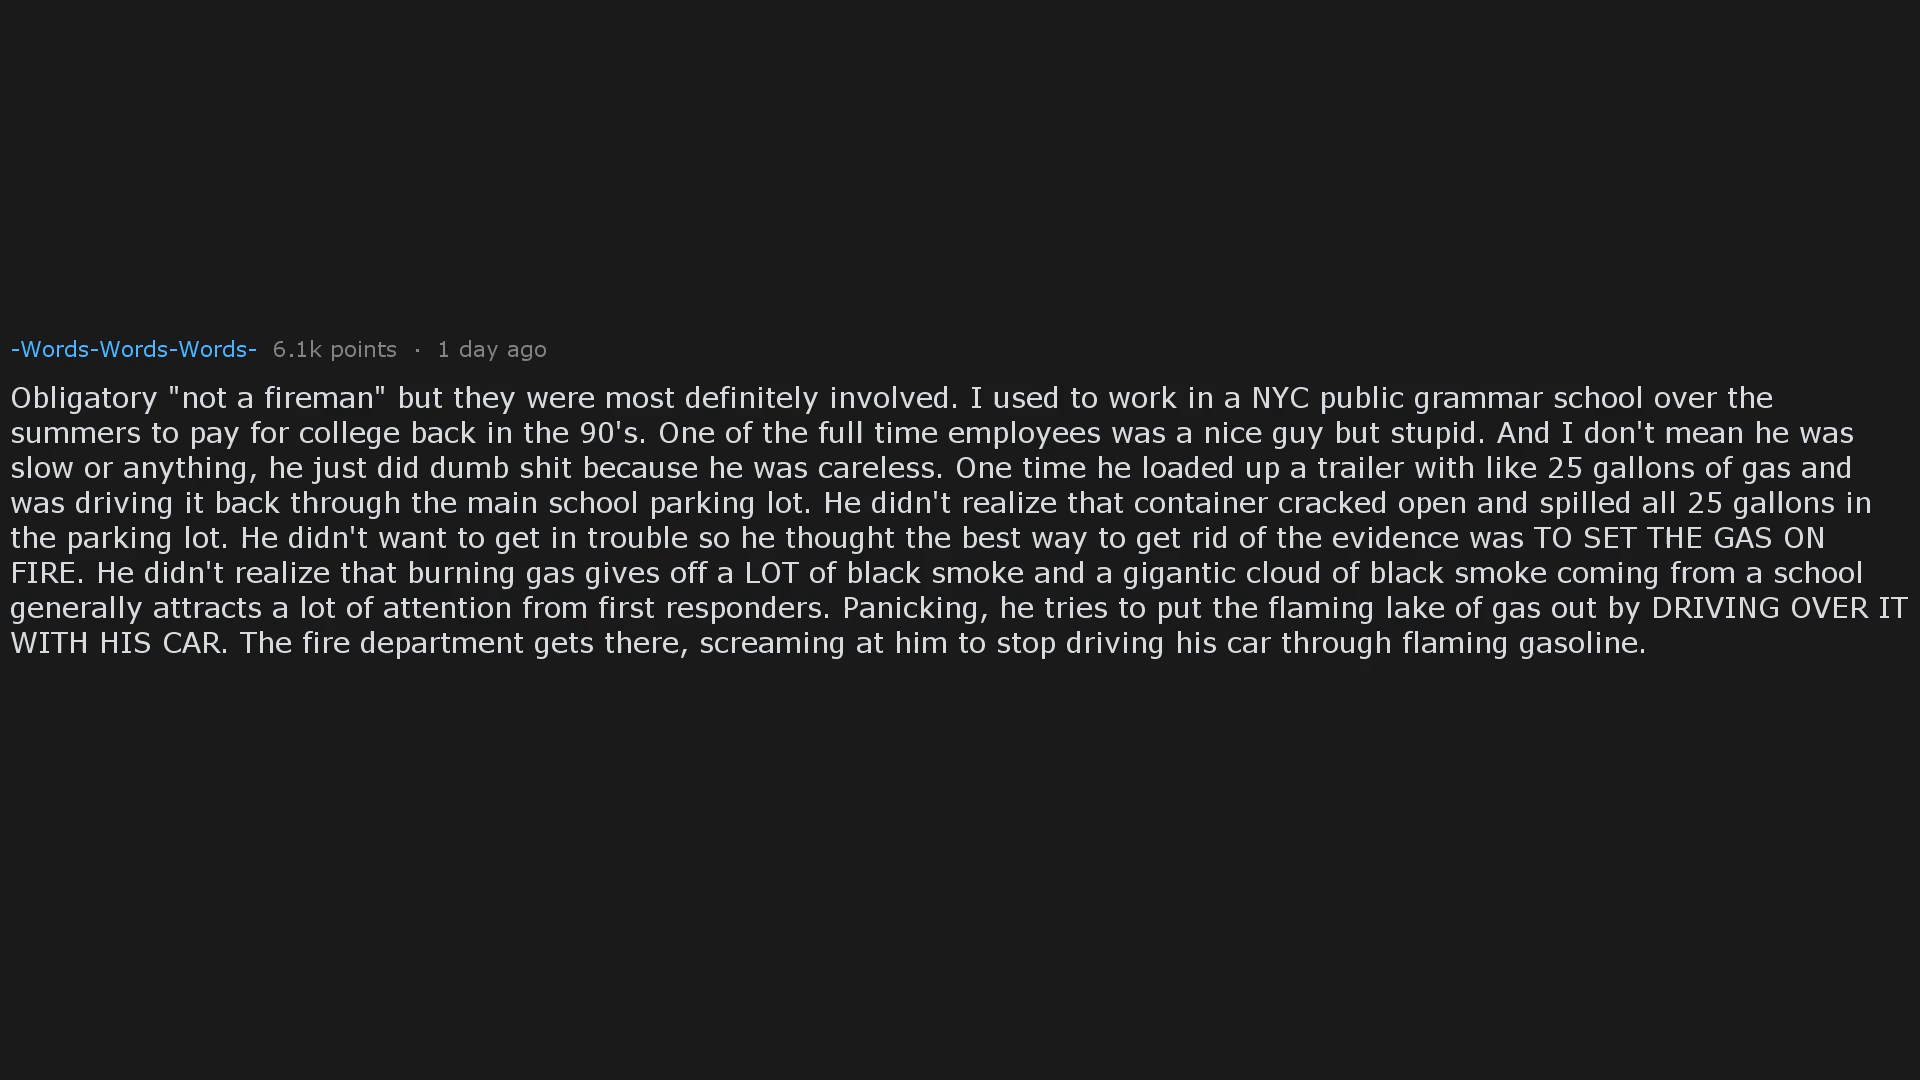 -Words-Words-Words- 6.1k points · 1 day ago
Obligatory "not a fireman" but they were most definitely involved. I used to work in a NYC public grammar school over the
summers to pay for college back in the 90's. One of the full time employees was a nice guy but stupid. And I don't mean he was
slow or anything, he just did dumb shit because he was careless. One time he loaded up a trailer with like 25 gallons of gas and
was driving it back through the main school parking lot. He didn't realize that container cracked open and spilled all 25 gallons in
the parking lot. He didn't want to get in trouble so he thought the best way to get rid of the evidence was TO SET THE GAS ON
FIRE. He didn't realize that burning gas gives off a LOT of black smoke and a gigantic cloud of black smoke coming from a school
generally attracts a lot of attention from first responders. Panicking, he tries to put the flaming lake of gas out by DRIVING OVER IT
WITH HIS CAR. The fire department gets there, screaming at him to stop driving his car through flaming gasoline.